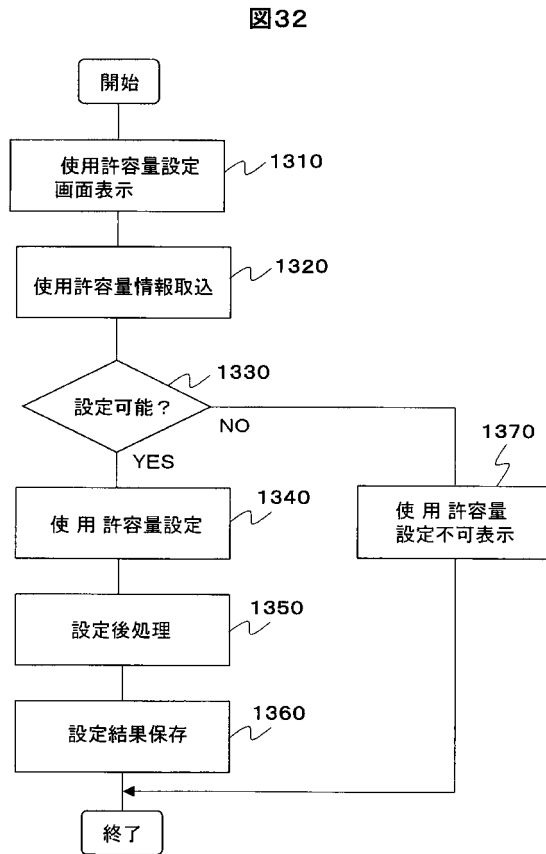 図32
開始
使用許容量設定
画面表示
1310
使用許容量情報取込
1320
設定可能？
1330
NO
YES
使用許容量設定
1340
使用許容量
設定不可表示
1370
設定後処理
1350
設定結果保存
1360
終了